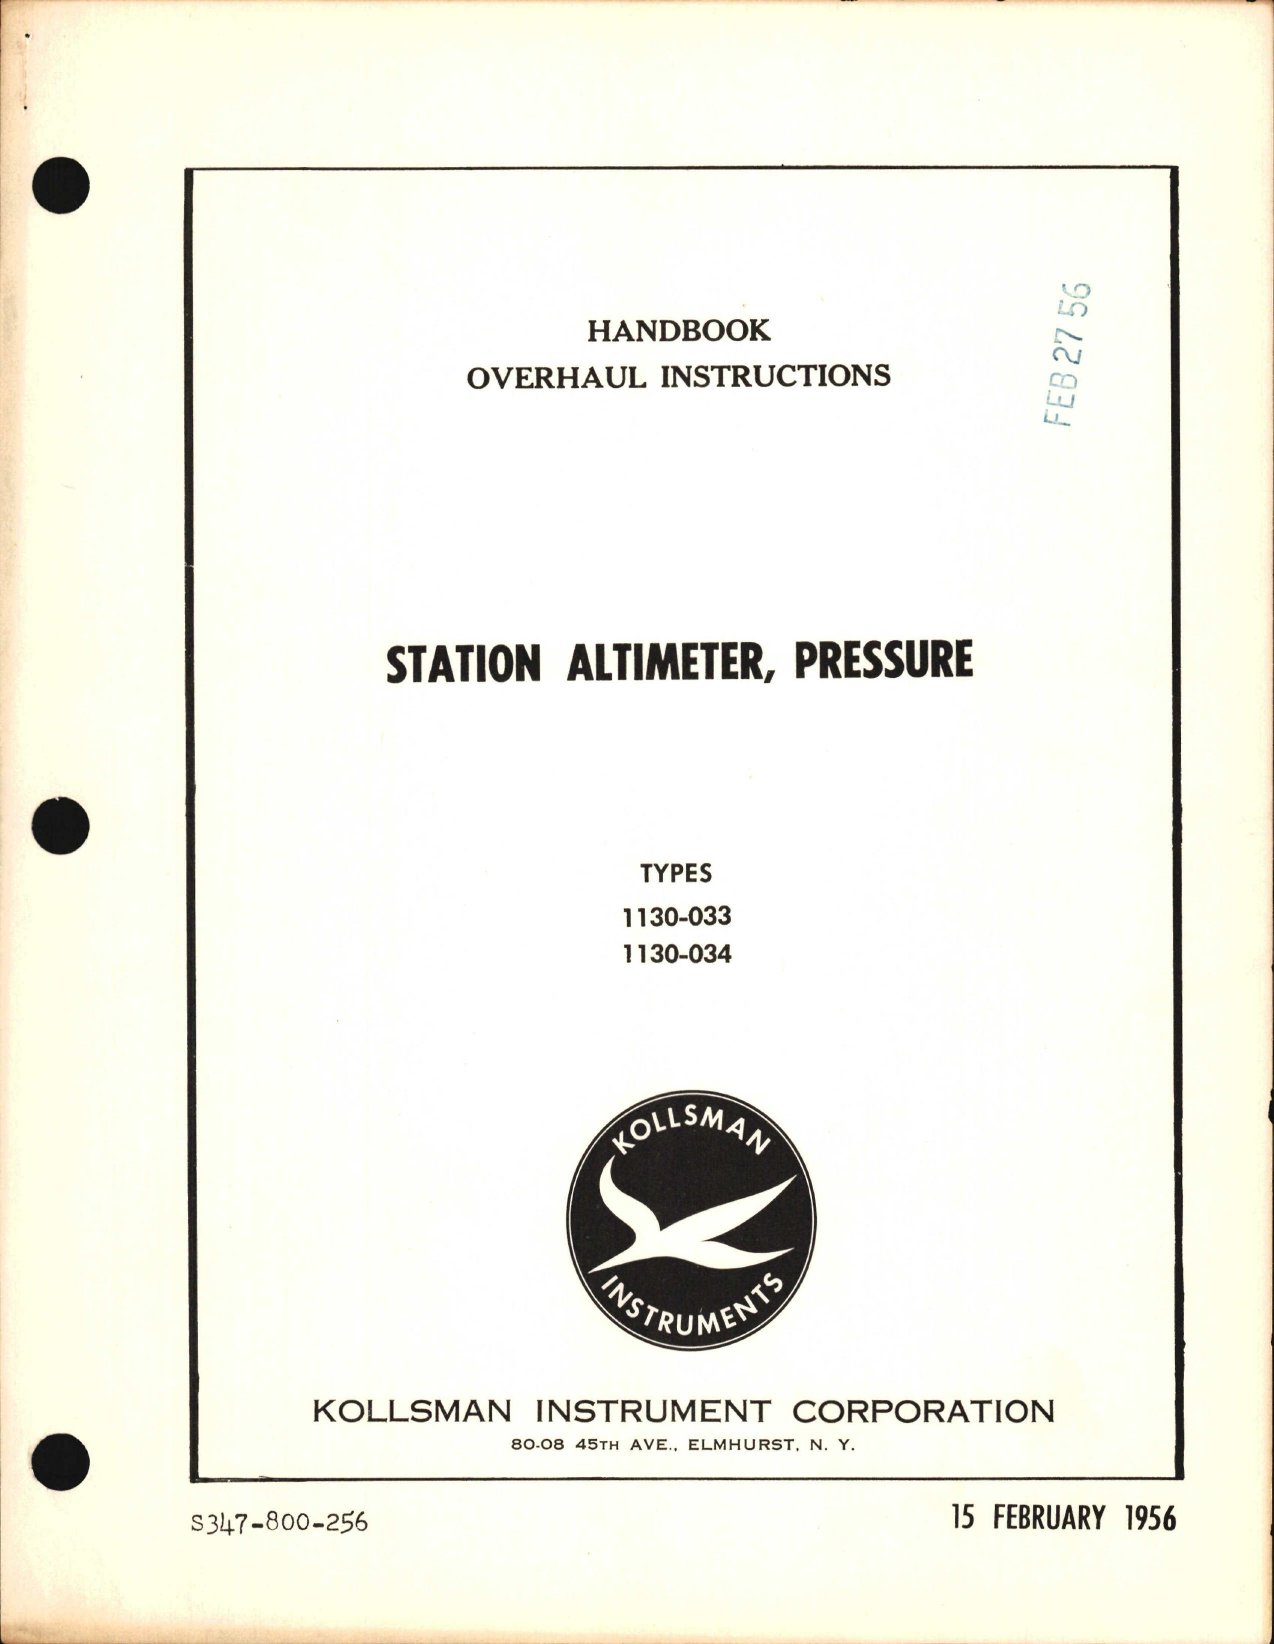 HANDBOOK
OVERHAUL INSTRUCTIONS
FEB 27 56
STATION ALTIMETER, PRESSURE
TYPES
1130-033
1130-034
KOLLSMAN
INSTRUMENTS
KOLLSMAN INSTRUMENT CORPORATION
80-08 45TH AVE., ELMHURST, N. Y.
S347-800-256
15 FEBRUARY 1956